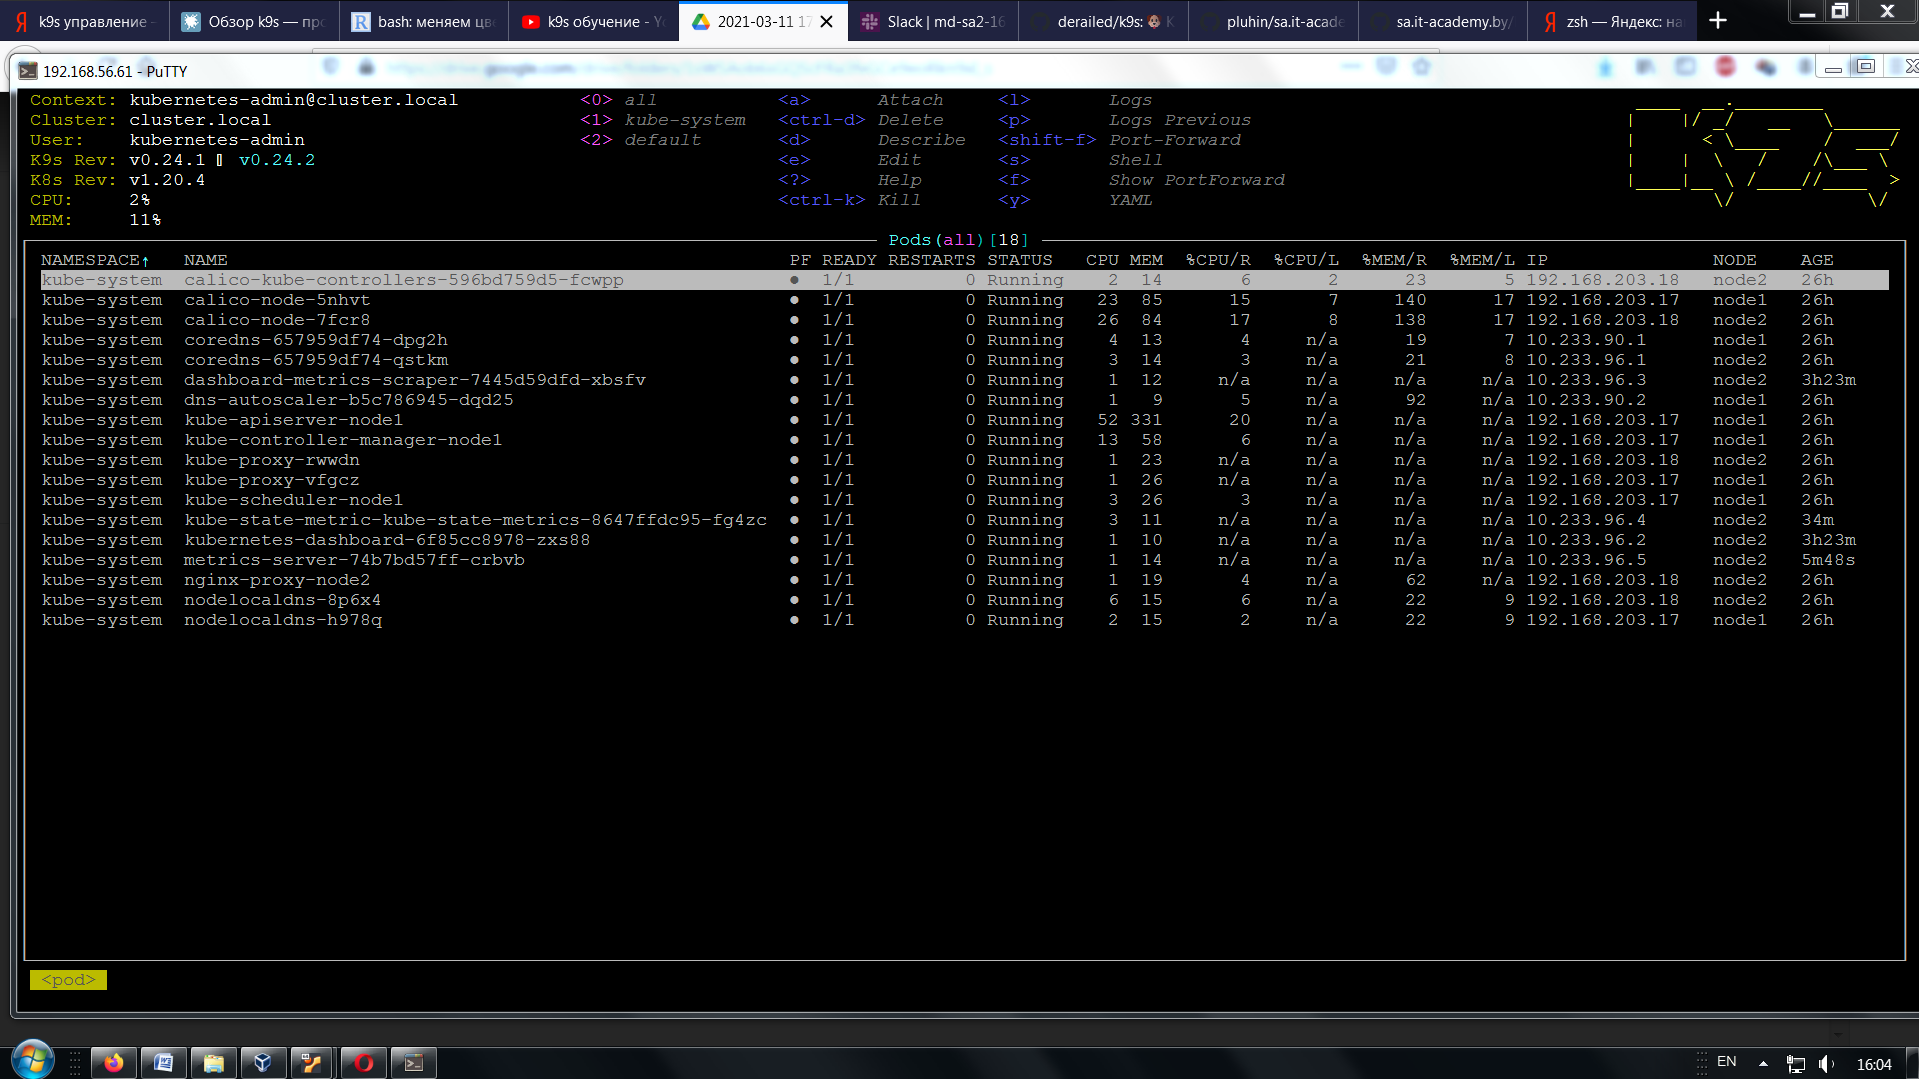 k9s управление -
Обзор k9s — пр
bash: меняем цв
k9s обучение - Yo
2021-03-11 17
Slack | md-sa2-16
derailed/k9s: K
pluhin/sa.it-acade
sa.it-academy.by/
zsh — Яндекс: на
192.168.56.61 - PuTTY
Context: kubernetes-admin@cluster.local <0> all <a> Attach <l> Logs
Cluster: cluster.local <1> kube-system <ctrl-d> Delete <p> Logs Previous
User: kubernetes-admin <2> default <d> Describe <shift-f> Port-Forward
K9s Rev: v0.24.1 v0.24.2 <e> Edit <s> Shell
K8s Rev: v1.20.4 <?> Help <f> Show PortForward
CPU: 2% <ctrl-k> Kill <y> YAML
MEM: 11%
K9s
Pods(all)[18]
NAMESPACE↑ NAME PF READY RESTARTS STATUS CPU MEM %CPU/R %CPU/L %MEM/R %MEM/L IP NODE AGE
kube-system calico-kube-controllers-596bd759d5-fcwpp ● 1/1 0 Running 2 14 6 2 23 5 192.168.203.18 node2 26h
kube-system calico-node-5nhvt ● 1/1 0 Running 23 85 15 7 140 17 192.168.203.17 node1 26h
kube-system calico-node-7fcr8 ● 1/1 0 Running 26 84 17 8 138 17 192.168.203.18 node2 26h
kube-system coredns-657959df74-dpg2h ● 1/1 0 Running 4 13 4 n/a 19 7 10.233.90.1 node1 26h
kube-system coredns-657959df74-qstkm ● 1/1 0 Running 3 14 3 n/a 21 8 10.233.96.1 node2 26h
kube-system dashboard-metrics-scraper-7445d59dfd-xbsfv ● 1/1 0 Running 1 12 n/a n/a n/a n/a 10.233.96.3 node2 3h23m
kube-system dns-autoscaler-b5c786945-dqd25 ● 1/1 0 Running 1 9 5 n/a 92 n/a 10.233.90.2 node1 26h
kube-system kube-apiserver-node1 ● 1/1 0 Running 52 331 20 n/a n/a n/a 192.168.203.17 node1 26h
kube-system kube-controller-manager-node1 ● 1/1 0 Running 13 58 6 n/a n/a n/a 192.168.203.17 node1 26h
kube-system kube-proxy-rwwdn ● 1/1 0 Running 1 23 n/a n/a n/a n/a 192.168.203.18 node2 26h
kube-system kube-proxy-vfgcz ● 1/1 0 Running 1 26 n/a n/a n/a n/a 192.168.203.17 node1 26h
kube-system kube-scheduler-node1 ● 1/1 0 Running 3 26 3 n/a n/a n/a 192.168.203.17 node1 26h
kube-system kube-state-metric-kube-state-metrics-8647ffdc95-fg4zc ● 1/1 0 Running 3 11 n/a n/a n/a n/a 10.233.96.4 node2 34m
kube-system kubernetes-dashboard-6f85cc8978-zxs88 ● 1/1 0 Running 1 10 n/a n/a n/a n/a 10.233.96.2 node2 3h23m
kube-system metrics-server-74b7bd57ff-crbvb ● 1/1 0 Running 1 14 n/a n/a n/a n/a 10.233.96.5 node2 5m48s
kube-system nginx-proxy-node2 ● 1/1 0 Running 1 19 4 n/a 62 n/a 192.168.203.18 node2 26h
kube-system nodelocaldns-8p6x4 ● 1/1 0 Running 6 15 6 n/a 22 9 192.168.203.18 node2 26h
kube-system nodelocaldns-h978q ● 1/1 0 Running 2 15 2 n/a 22 9 192.168.203.17 node1 26h
<pod>
EN 16:04